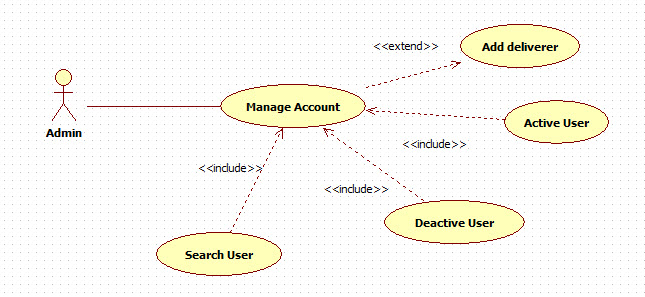 <<extend>>
Add deliverer
Manage Account
Active User
Admin
<<include>>
<<include>>
<<include>>
Deactive User
Search User